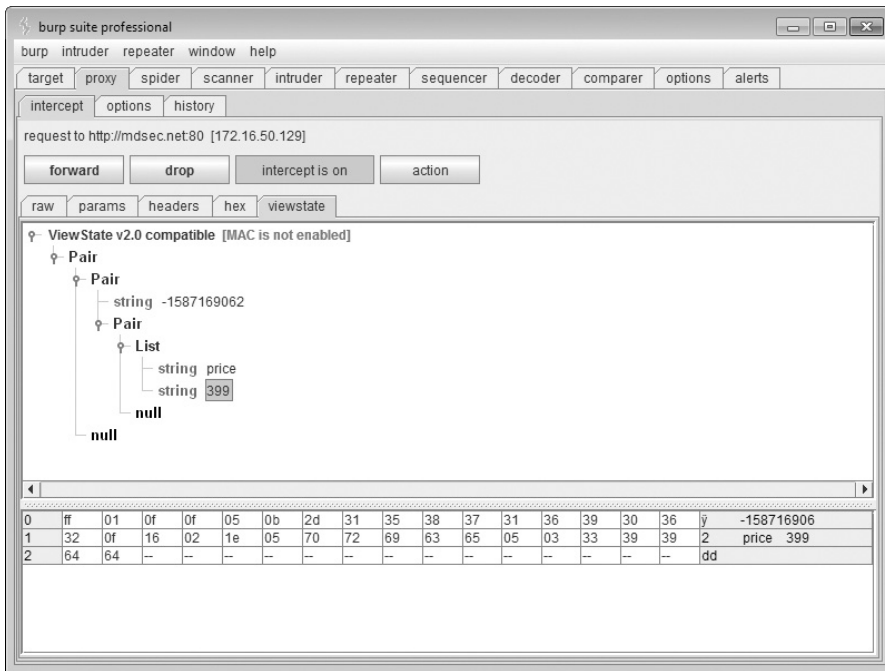 burp suite professional
burp intruder repeater window help
target proxy spider scanner intruder repeater sequencer decoder comparer options alerts
intercept options history
request to http://mdsec.net:80 [172.16.50.129]
forward drop intercept is on action
raw params headers hex viewstate
ViewState v2.0 compatible [MAC is not enabled]
Pair
Pair
string -1587169062
Pair
List
string price
string 399
null
null
0 ff 01 0f 0f 05 0b 2d 31 35 38 37 31 36 39 30 36 ÿ -158716906
1 32 0f 16 02 1e 05 70 72 69 63 65 05 03 33 39 39 2 price 399
2 64 64 -- -- -- -- -- -- -- -- -- -- -- -- -- -- dd